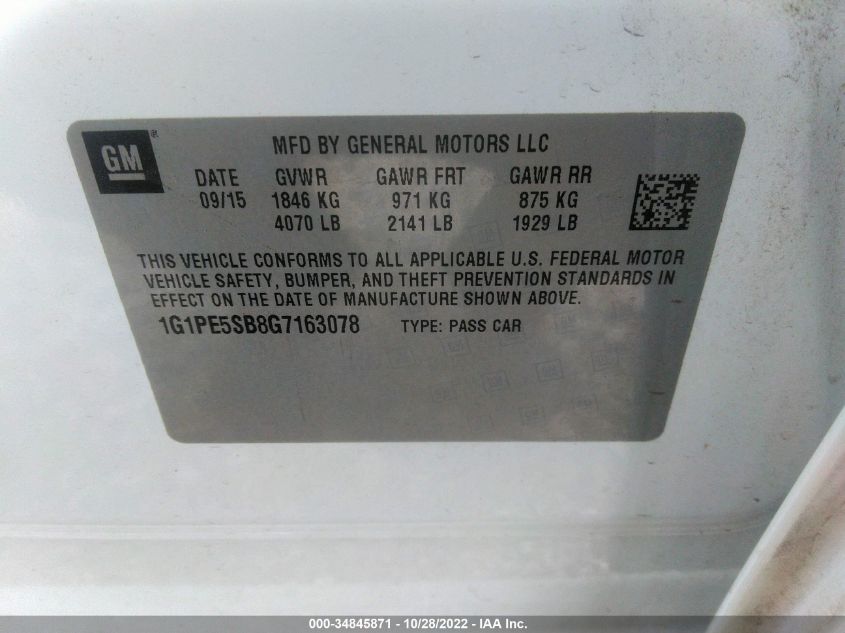 GM®
MFD BY GENERAL MOTORS LLC
DATE GVWR GAWR FRT GAWR RR
09/15 1846 KG 971 KG 875 KG
4070 LB 2141 LB 1929 LB
THIS VEHICLE CONFORMS TO ALL APPLICABLE U.S. FEDERAL MOTOR
VEHICLE SAFETY, BUMPER, AND THEFT PREVENTION STANDARDS IN
EFFECT ON THE DATE OF MANUFACTURE SHOWN ABOVE.
1G1PE5SB8G7163078 TYPE: PASS CAR
000-34845871 - 10/28/2022 - IAA Inc.